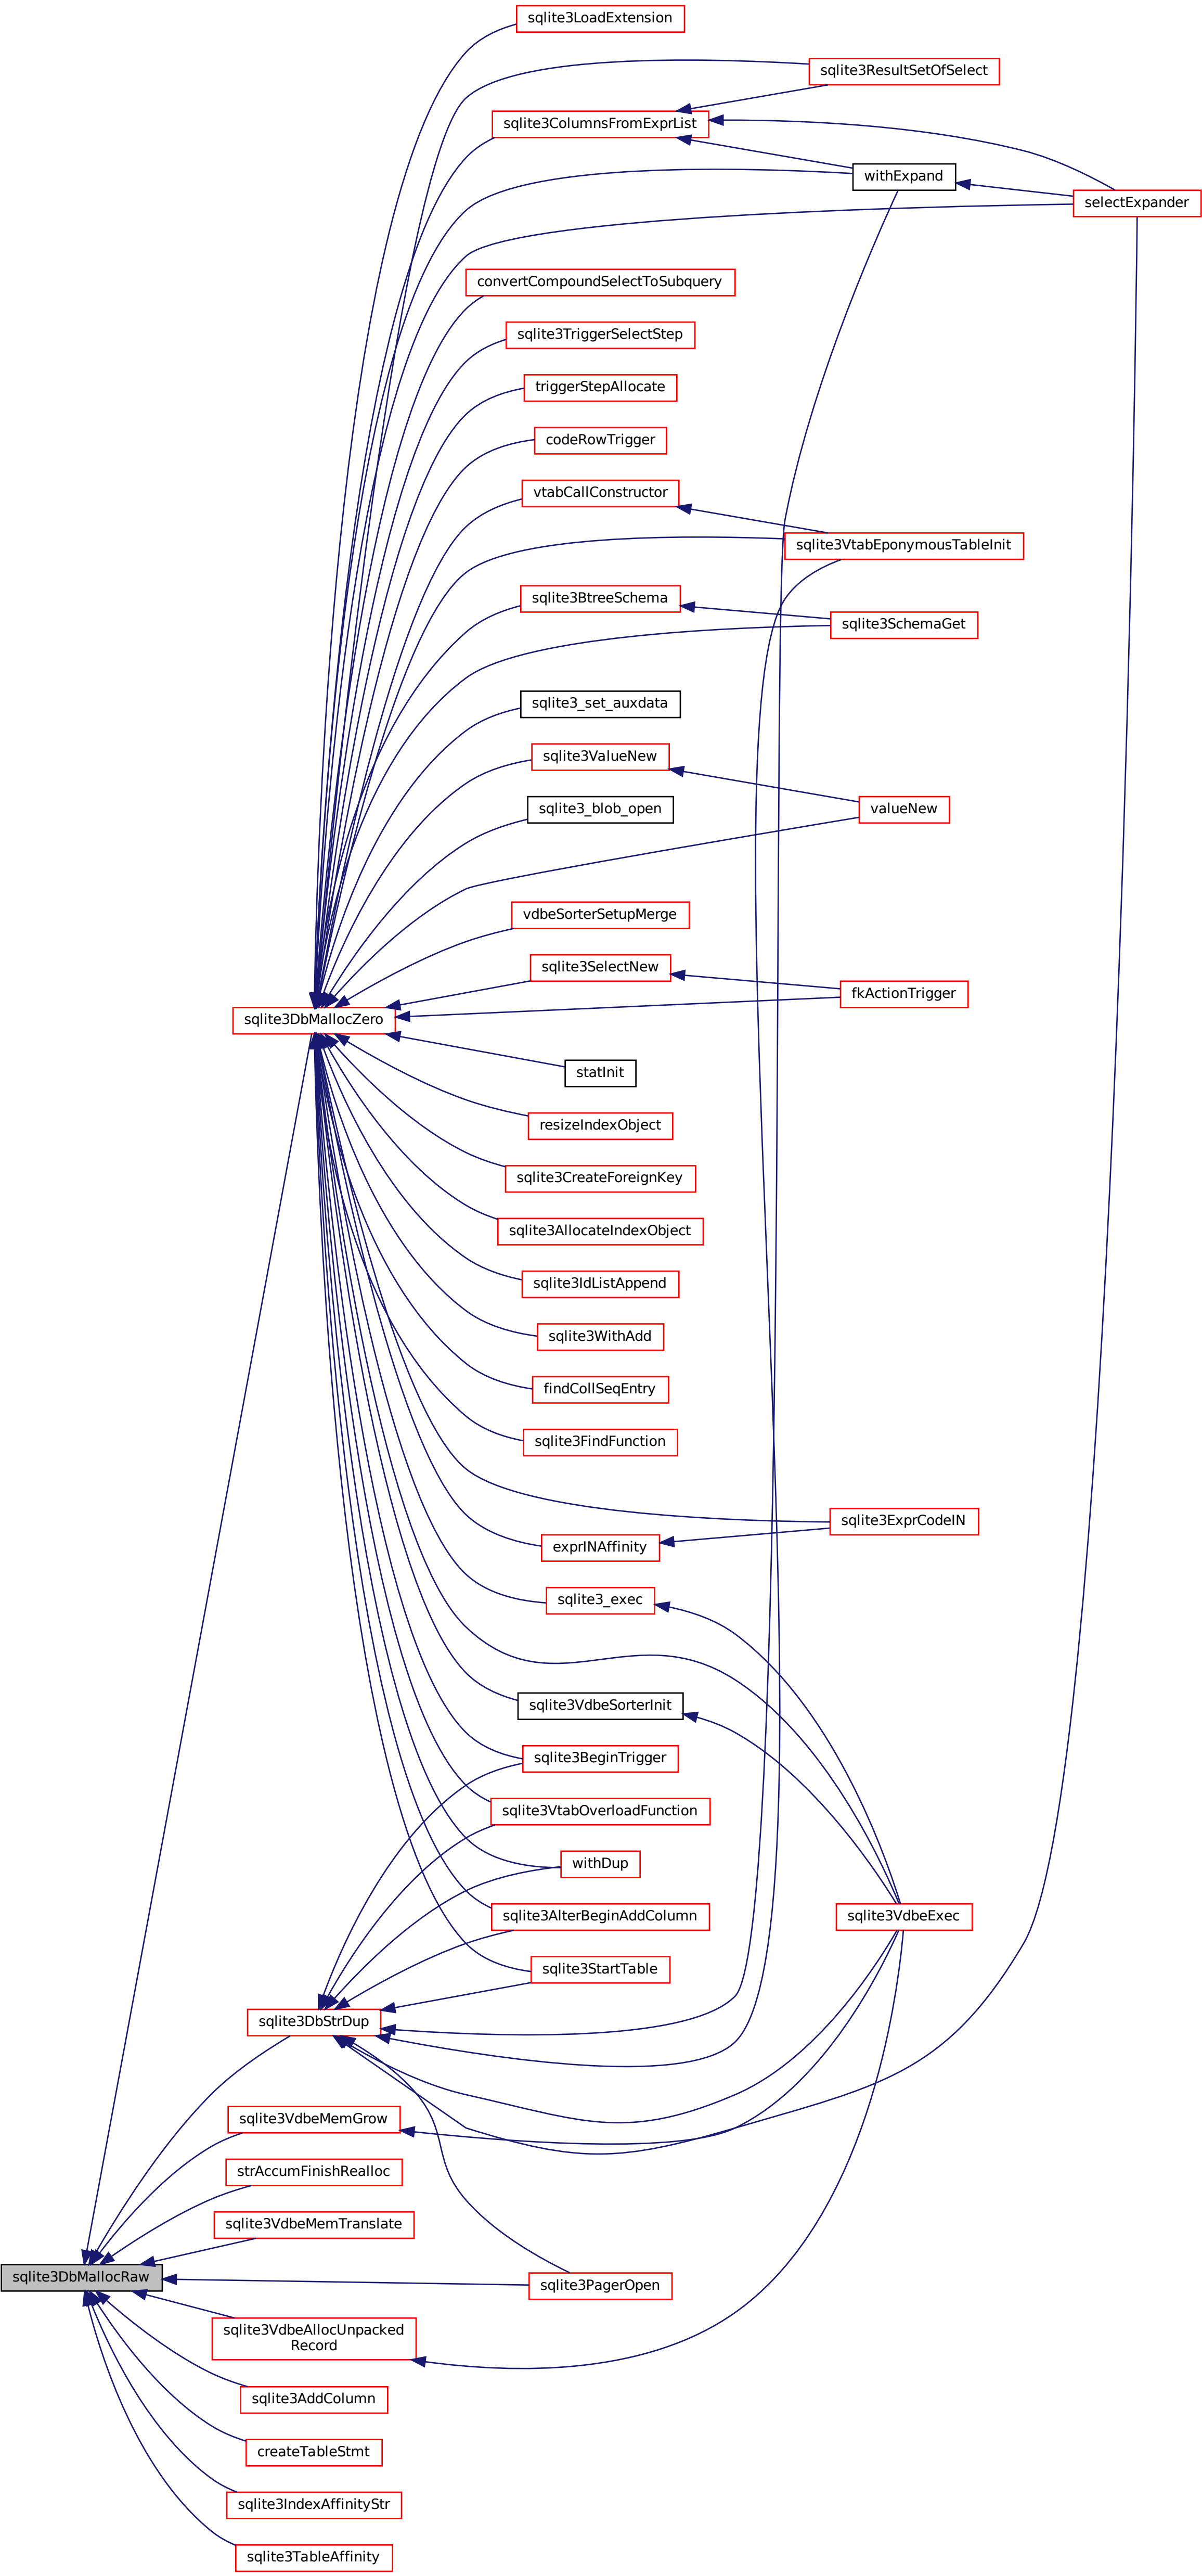 sqlite3LoadExtension
sqlite3ResultSetOfSelect
sqlite3ColumnsFromExprList
withExpand
selectExpander
convertCompoundSelectToSubquery
sqlite3TriggerSelectStep
triggerStepAllocate
codeRowTrigger
vtabCallConstructor
sqlite3VtabEponymousTableInit
sqlite3BtreeSchema
sqlite3SchemaGet
sqlite3_set_auxdata
sqlite3ValueNew
sqlite3_blob_open
valueNew
vdbeSorterSetupMerge
sqlite3SelectNew
fkActionTrigger
sqlite3DbMallocZero
statInit
resizeIndexObject
sqlite3CreateForeignKey
sqlite3AllocateIndexObject
sqlite3IdListAppend
sqlite3WithAdd
findCollSeqEntry
sqlite3FindFunction
sqlite3ExprCodeIN
exprINAffinity
sqlite3_exec
sqlite3VdbeSorterInit
sqlite3BeginTrigger
sqlite3VtabOverloadFunction
withDup
sqlite3AlterBeginAddColumn
sqlite3VdbeExec
sqlite3StartTable
sqlite3DbStrDup
sqlite3VdbeMemGrow
strAccumFinishRealloc
sqlite3VdbeMemTranslate
sqlite3DbMallocRaw
sqlite3PagerOpen
sqlite3VdbeAllocUnpacked
Record
sqlite3AddColumn
createTableStmt
sqlite3IndexAffinityStr
sqlite3TableAffinity